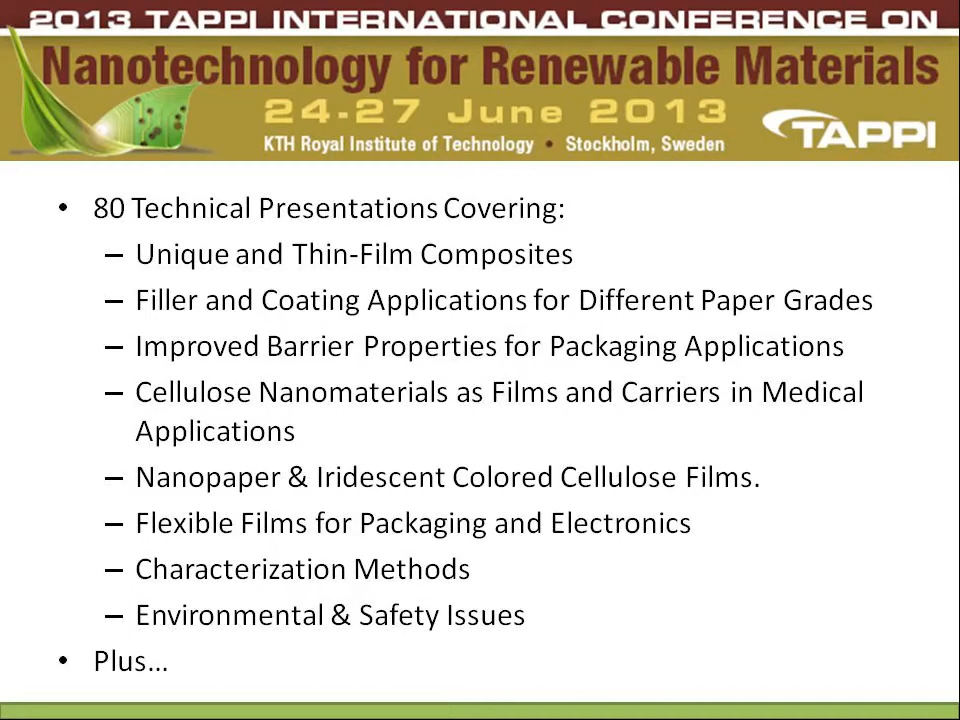 2013 TAPPI INTERNATIONAL CONFERENCE ON
Nanotechnology for Renewable Materials
24-27 June 2013
KTH Royal Institute of Technology • Stockholm, Sweden
TAPPI
• 80 Technical Presentations Covering:
– Unique and Thin-Film Composites
– Filler and Coating Applications for Different Paper Grades
– Improved Barrier Properties for Packaging Applications
– Cellulose Nanomaterials as Films and Carriers in Medical
Applications
– Nanopaper & Iridescent Colored Cellulose Films.
– Flexible Films for Packaging and Electronics
– Characterization Methods
– Environmental & Safety Issues
• Plus…